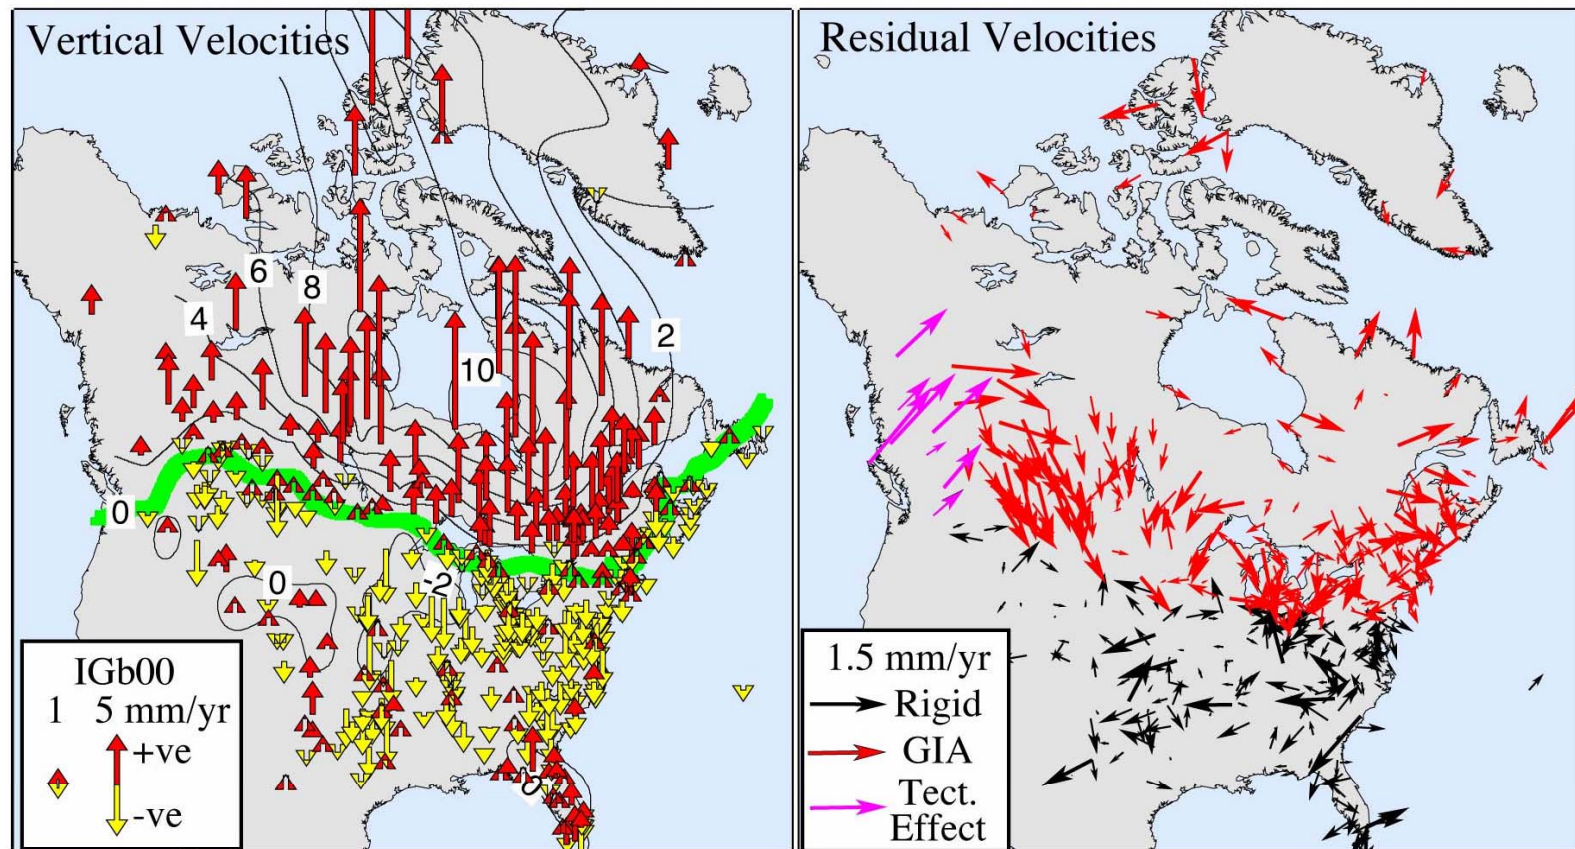 Vertical Velocities
6
8
4
2
10
0
-2
0
0
IGb00
1 5 mm/yr
+ve
-ve
Residual Velocities
1.5 mm/yr
Rigid
GIA
Tect.
Effect